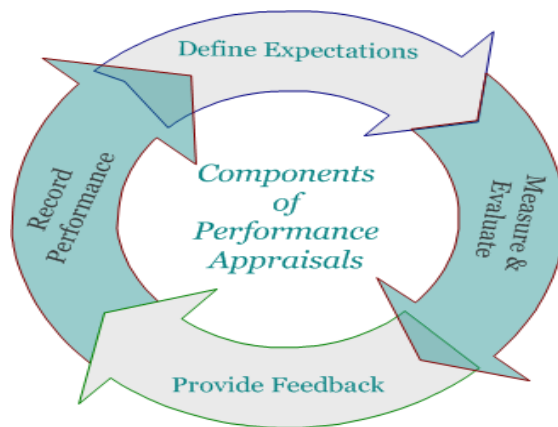 Define Expectations
Measure &
Evaluate
Components
of
Performance
Appraisals
Record
Performance
Provide Feedback